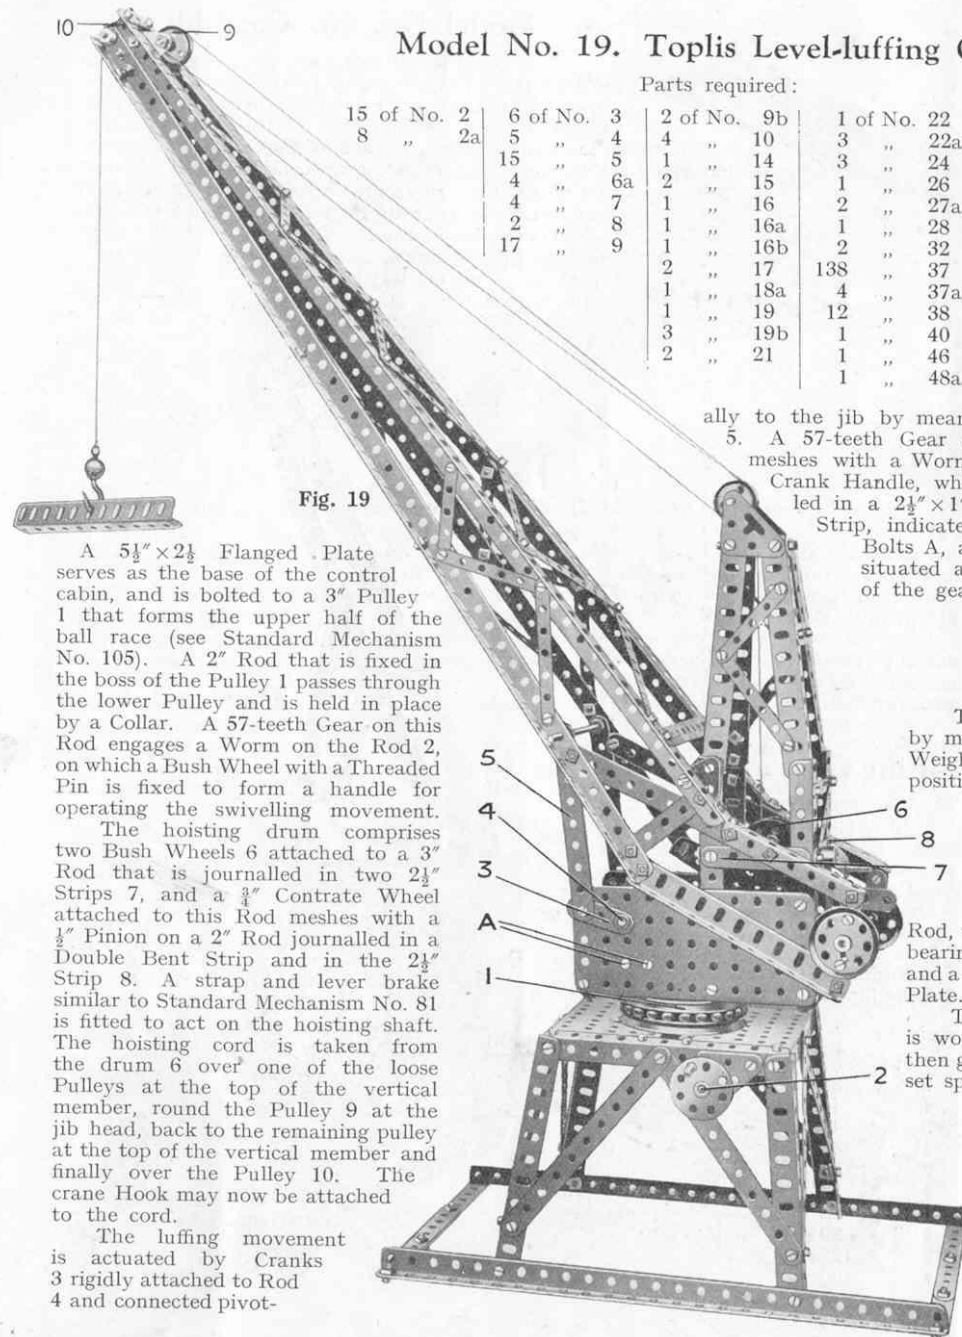 10
9
Model No. 19. Toplis Level-luffing
Parts required:
15 of No. 2
8 „ 2a
6 of No. 3
5 „ 4
15 „ 5
4 „ 6a
4 „ 7
2 „ 8
17 „ 9
2 of No. 9b
4 „ 10
1 „ 14
2 „ 15
1 „ 16
1 „ 16a
1 „ 16b
2 „ 17
1 „ 18a
1 „ 19
3 „ 19b
2 „ 21
1 of No. 22
3 „ 22a
3 „ 24
1 „ 26
2 „ 27a
1 „ 28
2 „ 32
138 „ 37
4 „ 37a
12 „ 38
1 „ 40
1 „ 46
1 „ 48a
Fig. 19
A 5½″×2½ Flanged Plate
serves as the base of the control
cabin, and is bolted to a 3″ Pulley
1 that forms the upper half of the
ball race (see Standard Mechanism
No. 105). A 2″ Rod that is fixed in
the boss of the Pulley 1 passes through
the lower Pulley and is held in place
by a Collar. A 57-teeth Gear on this
Rod engages a Worm on the Rod 2,
on which a Bush Wheel with a Threaded
Pin is fixed to form a handle for
operating the swivelling movement.
The hoisting drum comprises
two Bush Wheels 6 attached to a 3″
Rod that is journalled in two 2½″
Strips 7, and a ¾″ Contrate Wheel
attached to this Rod meshes with a
½″ Pinion on a 2″ Rod journalled in a
Double Bent Strip and in the 2½″
Strip 8. A strap and lever brake
similar to Standard Mechanism No. 81
is fitted to act on the hoisting shaft.
The hoisting cord is taken from
the drum 6 over one of the loose
Pulleys at the top of the vertical
member, round the Pulley 9 at the
jib head, back to the remaining pulley
at the top of the vertical member and
finally over the Pulley 10. The
crane Hook may now be attached
to the cord.
The luffing movement
is actuated by Cranks
3 rigidly attached to Rod
4 and connected pivot-
ally to the jib by mean
5. A 57-teeth Gear
meshes with a Worm
Crank Handle, wh
led in a 2½″×1
Strip, indicate
Bolts A, a
situated a
of the gea
T
by m
Weigh
positi
5
4
3
A
1
6
8
7
2
Rod,
bearin
and a
Plate.
T
is wo
then g
set sp